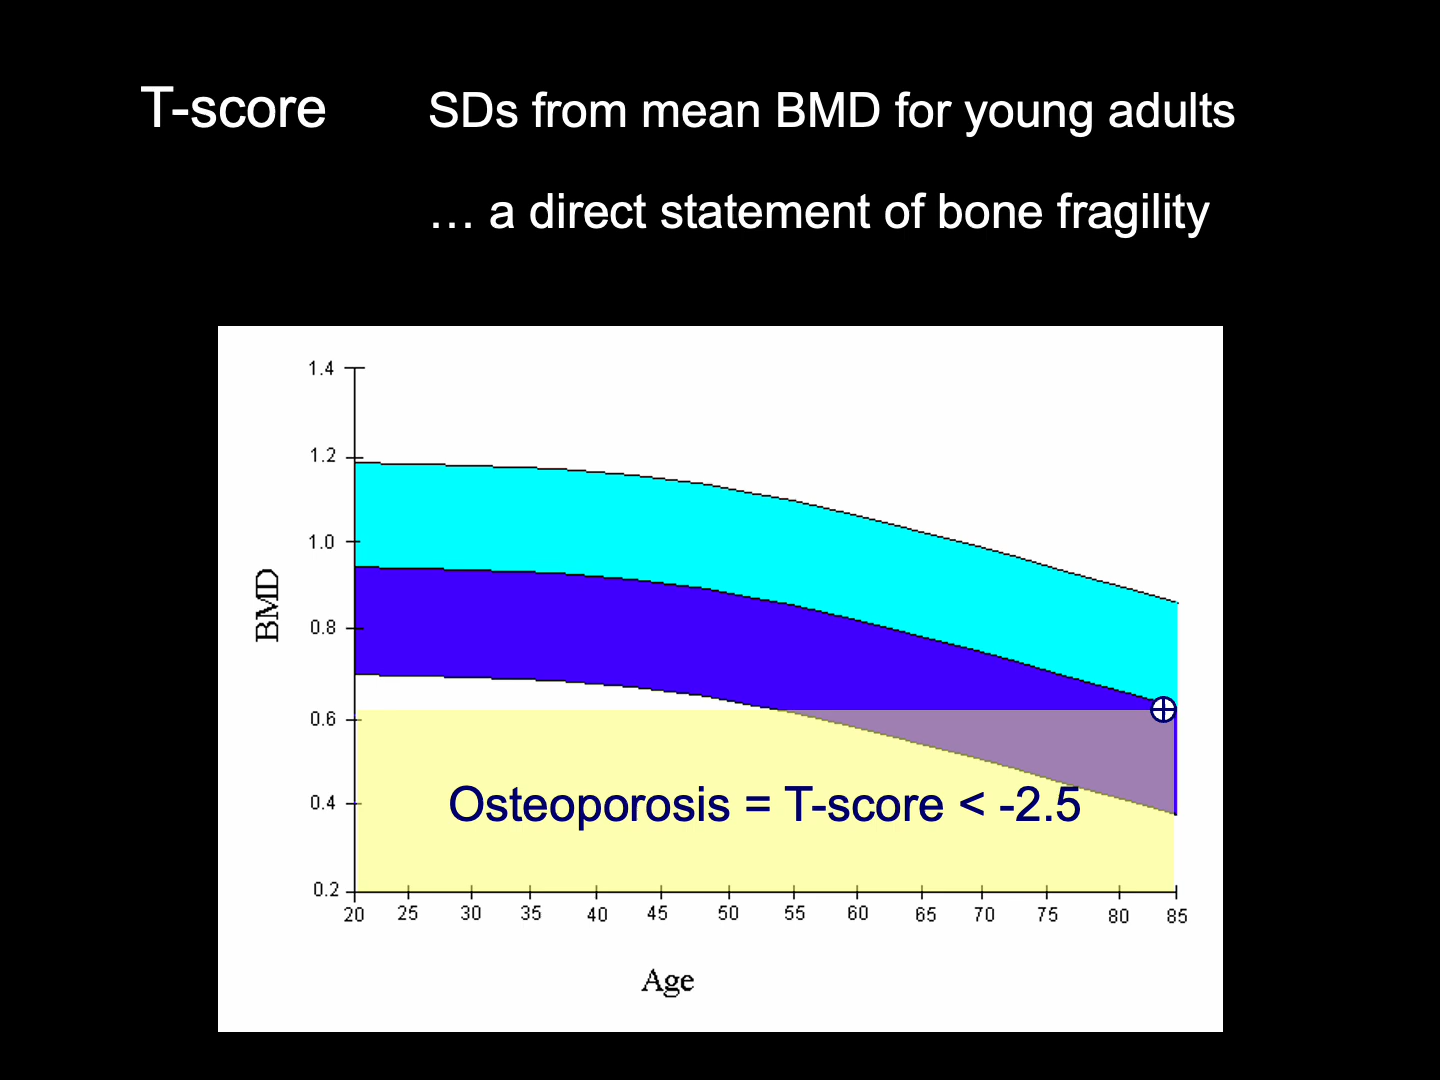 T-score SDs from mean BMD for young adults
… a direct statement of bone fragility
1.4
1.2
1.0
0.8
0.6
0.4
0.2
BMD
Osteoporosis = T-score < -2.5
20 25 30 35 40 45 50 55 60 65 70 75 80 85
Age